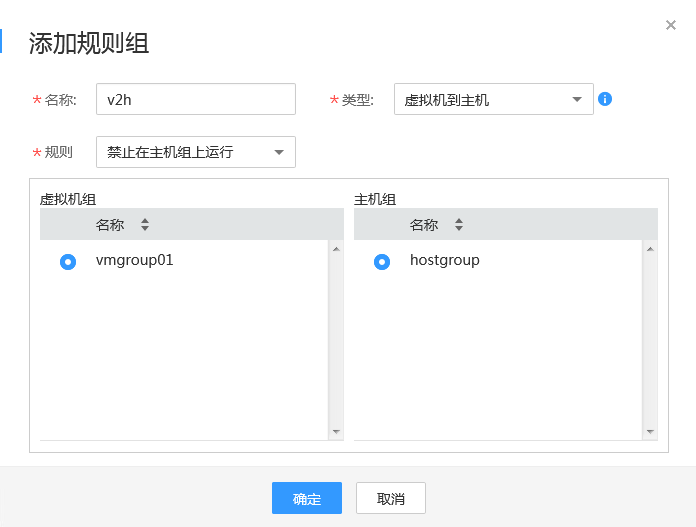 添加规则组
* 名称: v2h * 类型: 虚拟机到主机
* 规则 禁止在主机组上运行
虚拟机组 主机组
名称 名称
vmgroup01 hostgroup
确定 取消